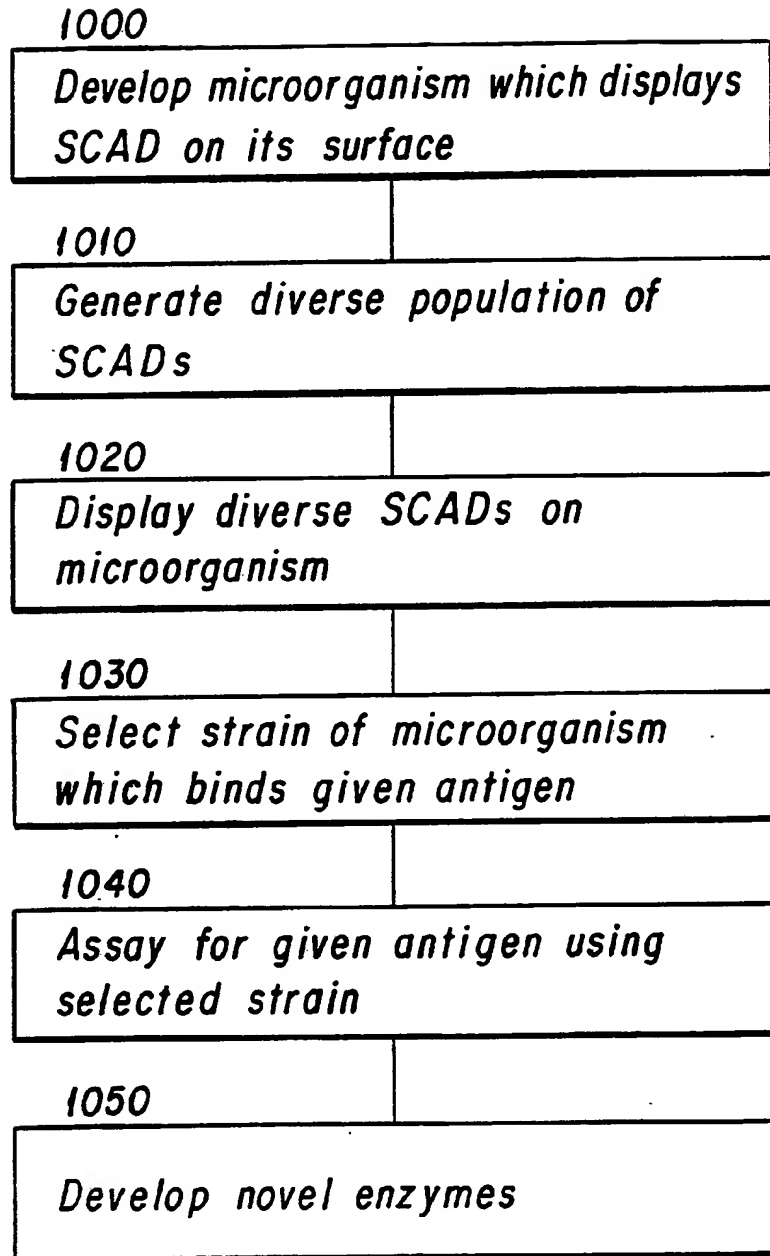 1000
Develop microorganism which displays
SCAD on its surface
1010
Generate diverse population of
SCADs
1020
Display diverse SCADs on
microorganism
1030
Select strain of microorganism
which binds given antigen
1040
Assay for given antigen using
selected strain
1050
Develop novel enzymes